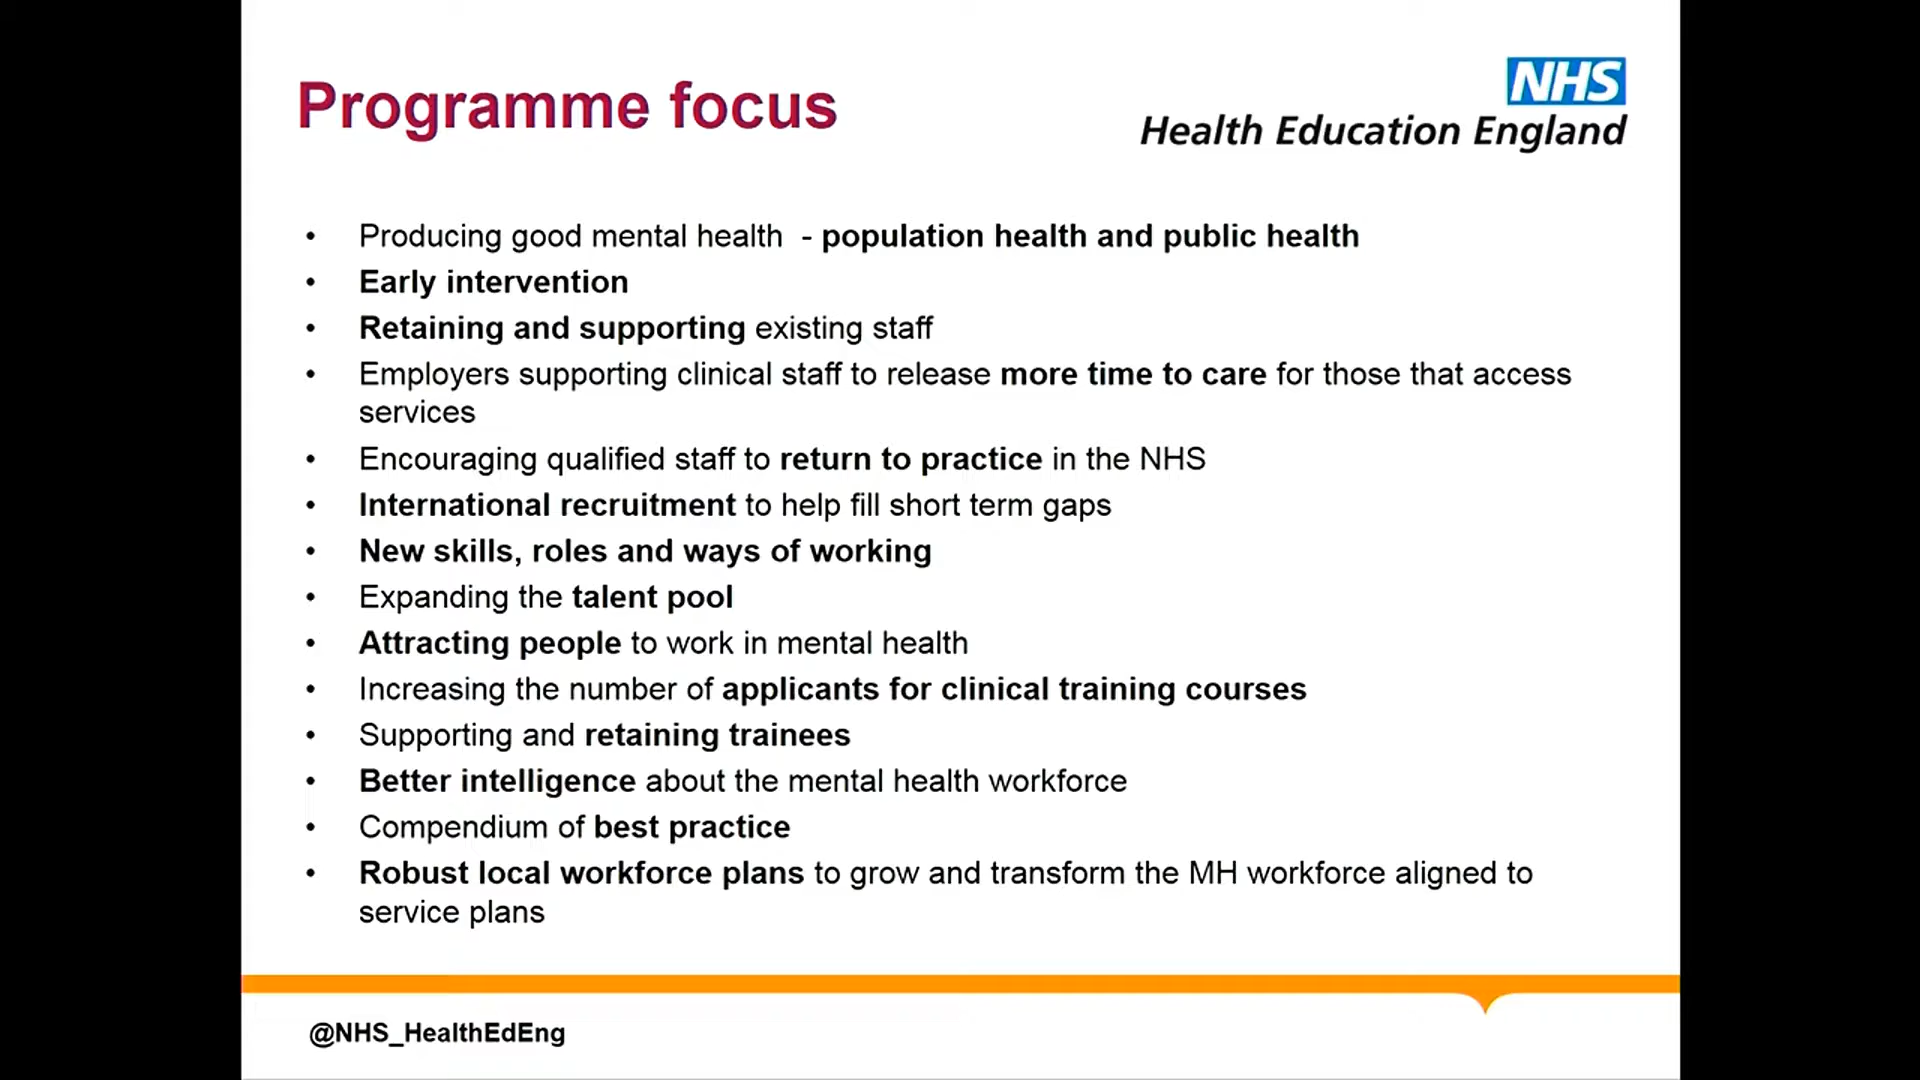 Programme focus
NHS
Health Education England
• Producing good mental health - population health and public health
• Early intervention
• Retaining and supporting existing staff
• Employers supporting clinical staff to release more time to care for those that access
services
• Encouraging qualified staff to return to practice in the NHS
• International recruitment to help fill short term gaps
• New skills, roles and ways of working
• Expanding the talent pool
• Attracting people to work in mental health
• Increasing the number of applicants for clinical training courses
• Supporting and retaining trainees
• Better intelligence about the mental health workforce
• Compendium of best practice
• Robust local workforce plans to grow and transform the MH workforce aligned to
service plans
@NHS_HealthEdEng